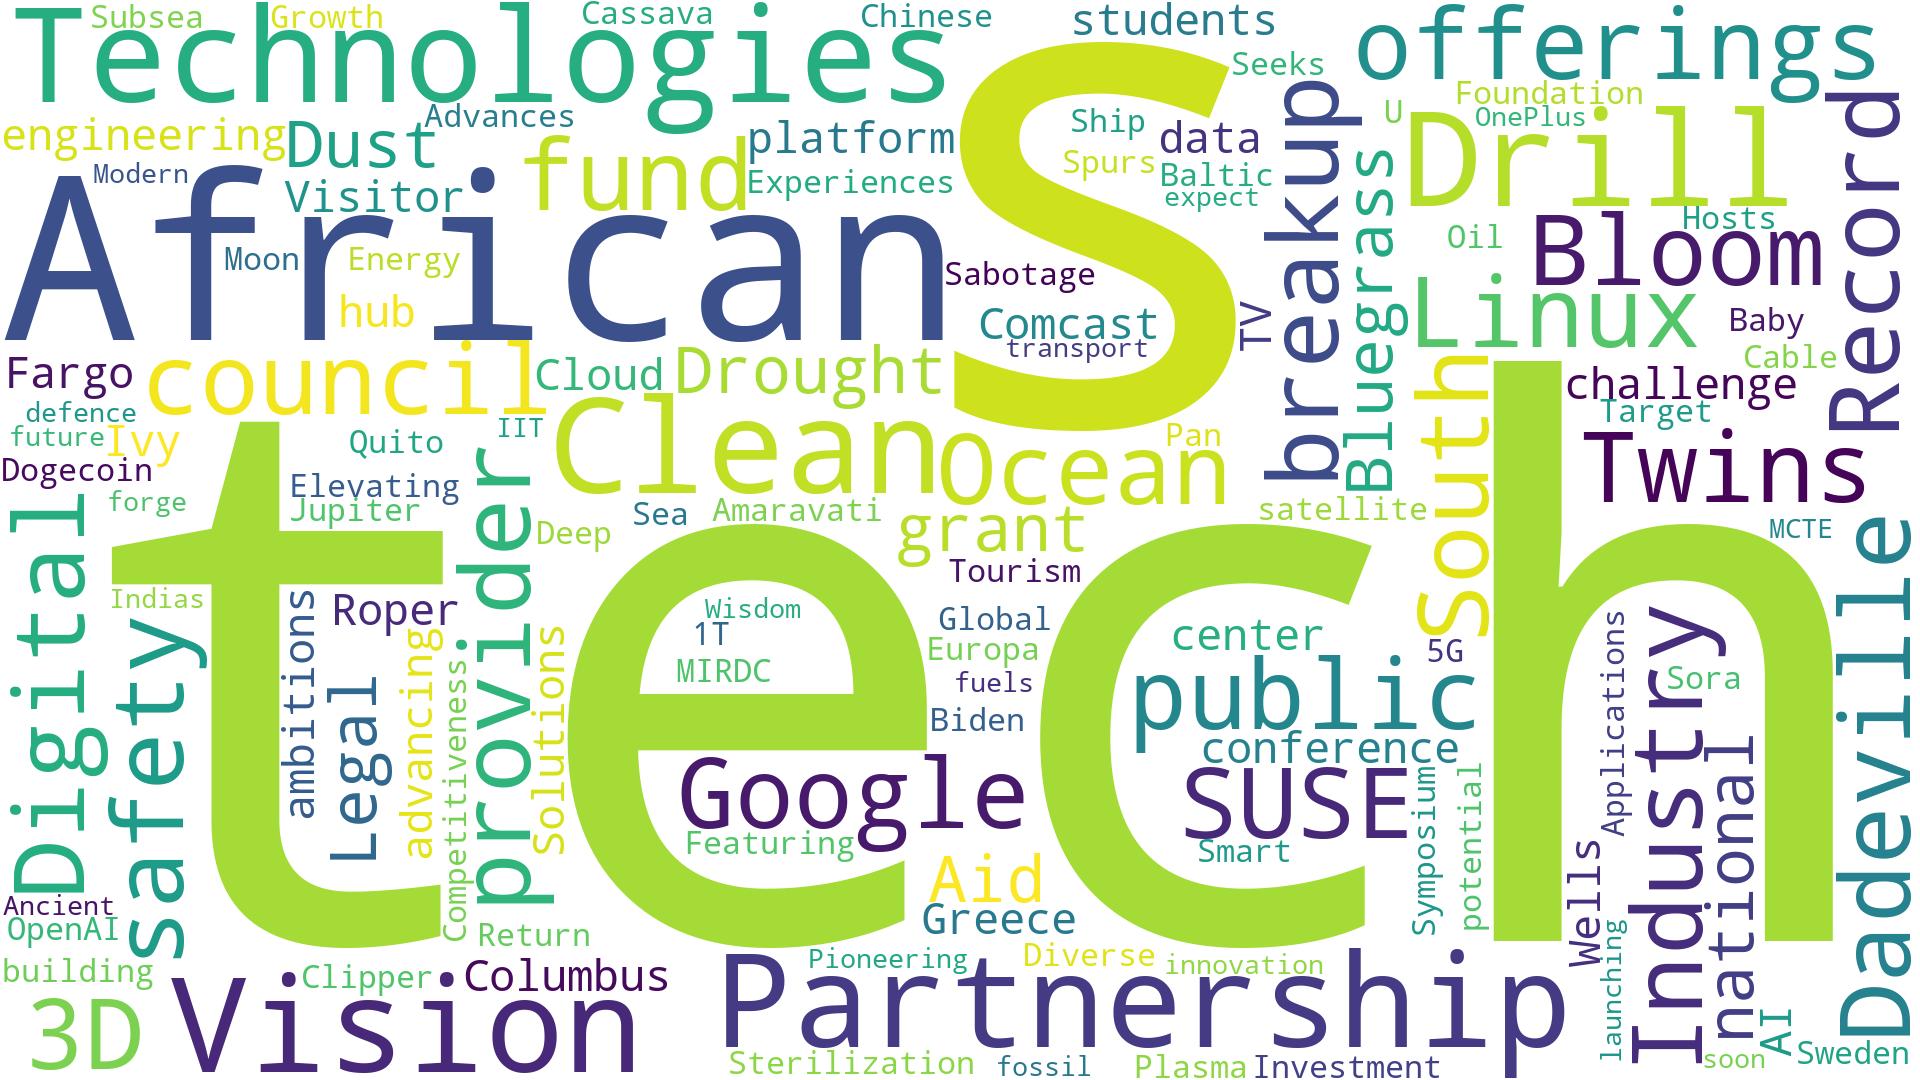 Subsea
Growth
Cassava
Chinese
students
Technologies
offerings
Seeks
engineering
Dust
Advances
platform
Ship
data
U
Foundation
OnePlus
Record
Modern
Visitor
fund
Experiences
Spurs
Baltic
expect
breakup
Bluegrass
Drill
African
S
Moon
Energy
hub
Sabotage
Comcast
transport
TV
Oil
Hosts
Bloom
Linux
Baby
Cable
Fargo
council
Cloud
Drought
challenge
Target
defence
future
Ivy
Quito
IIT
Clean
Ocean
Pan
South
Twins
Dogecoin
forge
Elevating
Jupiter
Deep
Sea
Amaravati
grant
satellite
MCTE
Digital
safety
tech
provider
Tourism
Indias
ambitions
Roper
Legal
advancing
Competitiveness
Solutions
Wisdom
1T
MIRDC
Global
Europa
fuels
Biden
center
public
conference
5G
Applications
Industry
Sora
national
Dadeville
Google
Featuring
SUSE
Smart
Symposium
potential
Wells
Aid
Greece
Ancient
OpenAI
building
Return
3D
Vision
Clipper
Columbus
Pioneering
Diverse
innovation
Partnership
launching
soon
AI
Sweden
Sterilization
fossil
Plasma
Investment